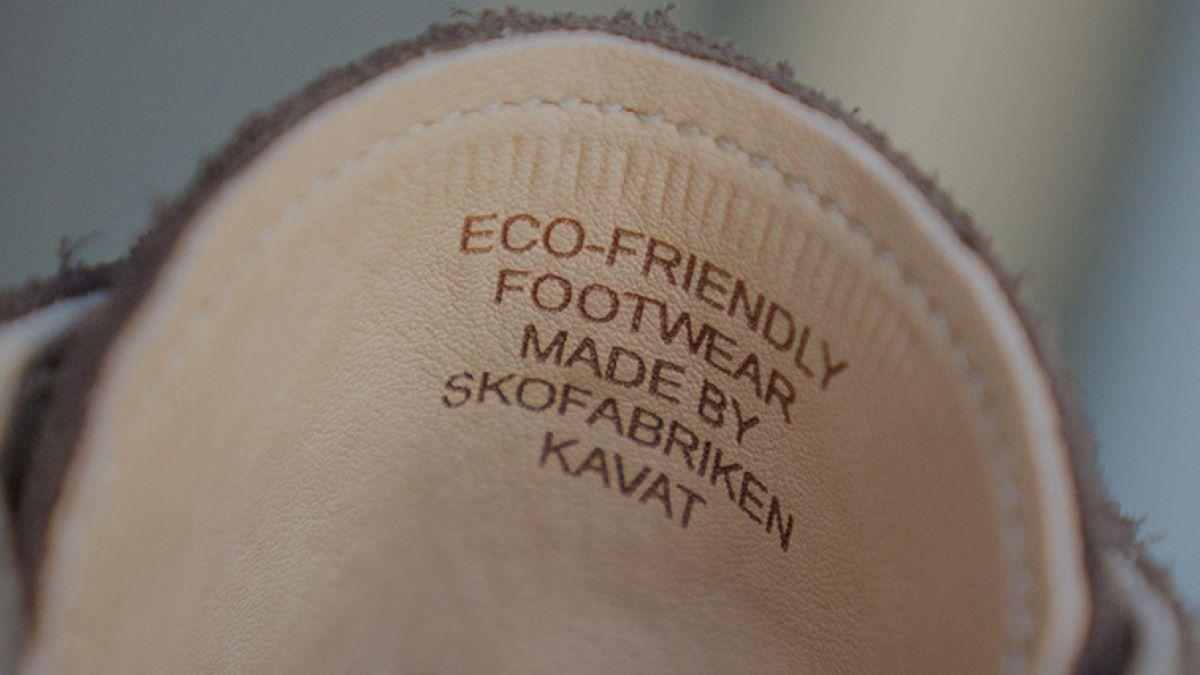 ECO-FRIENDLY
FOOTWEAR
MADE BY
SKOFABRIKEN
KAVAT